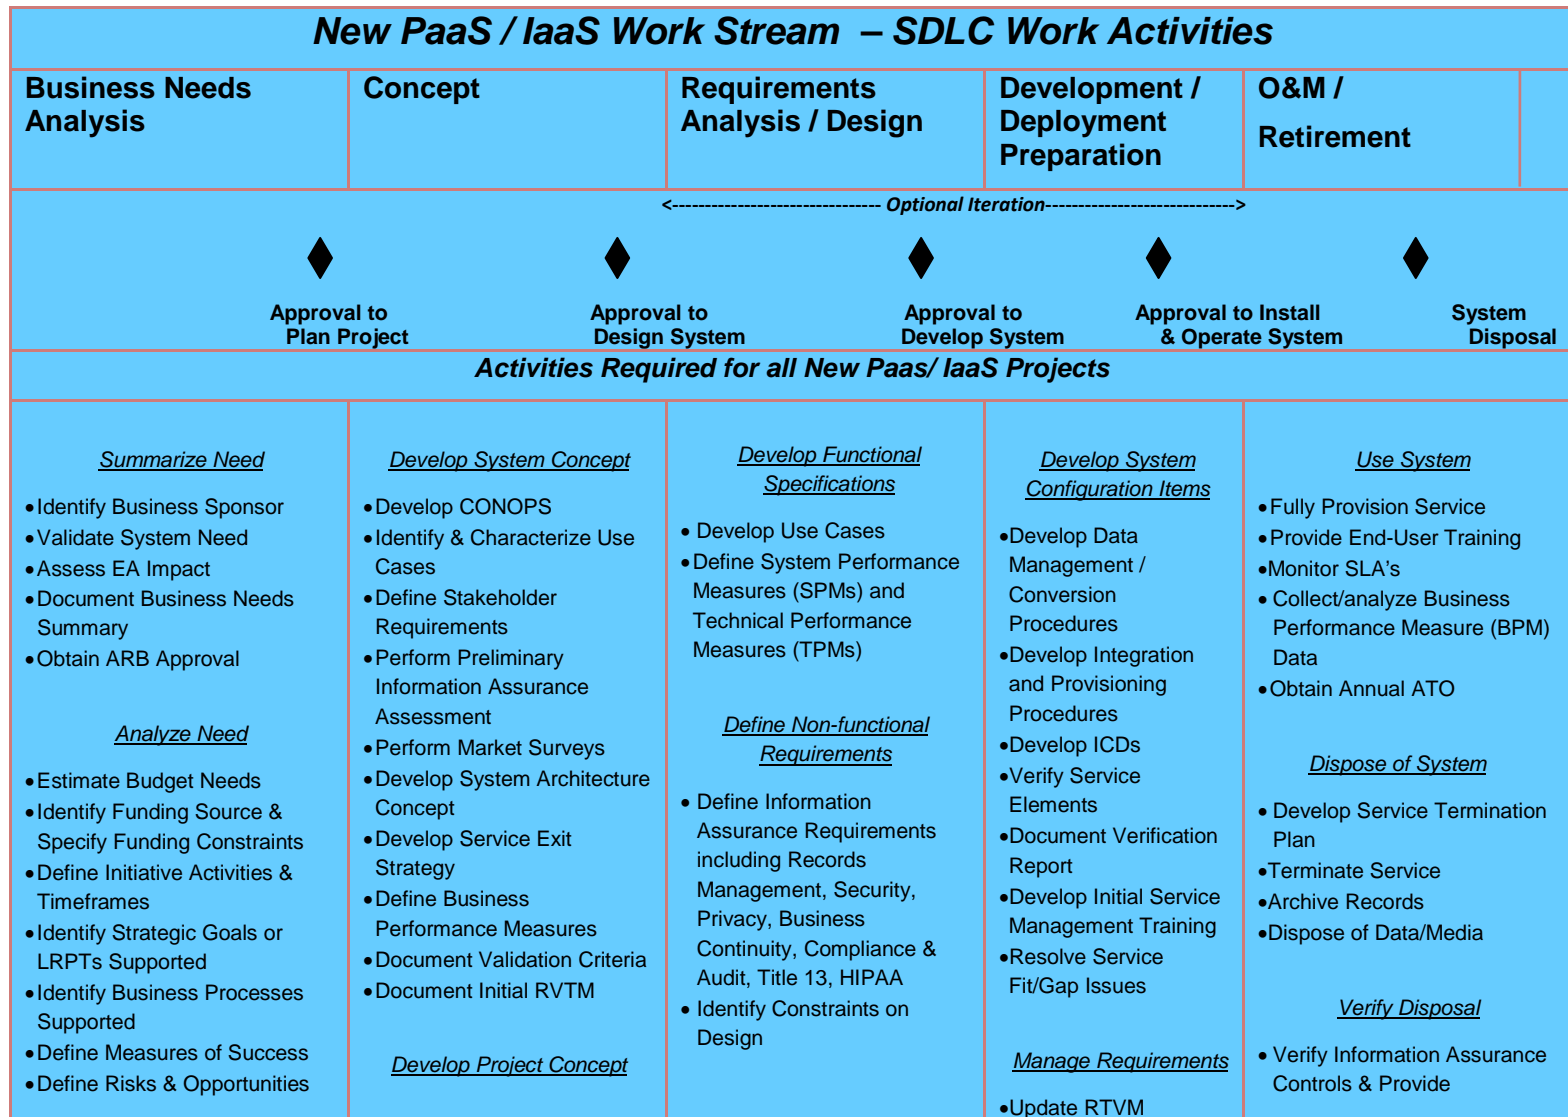 New PaaS / IaaS Work Stream – SDLC Work Activities
Business Needs
Analysis
Concept
Requirements
Analysis / Design
Development /
Deployment
Preparation
O&M /
Retirement
<-------------------------------- Optional Iteration----------------------------->
Approval to
Plan Project
Approval to
Design System
Approval to
Develop System
Approval to Install
& Operate System
System
Disposal
Activities Required for all New Paas/ IaaS Projects
Summarize Need
•Identify Business Sponsor
•Validate System Need
•Assess EA Impact
•Document Business Needs
Summary
•Obtain ARB Approval
Analyze Need
•Estimate Budget Needs
•Identify Funding Source &
Specify Funding Constraints
•Define Initiative Activities &
Timeframes
•Identify Strategic Goals or
LRPTs Supported
•Identify Business Processes
Supported
•Define Measures of Success
•Define Risks & Opportunities
Develop System Concept
•Develop CONOPS
•Identify & Characterize Use
Cases
•Define Stakeholder
Requirements
•Perform Preliminary
Information Assurance
Assessment
•Perform Market Surveys
•Develop System Architecture
Concept
•Develop Service Exit
Strategy
•Define Business
Performance Measures
•Document Validation Criteria
•Document Initial RVTM
Develop Project Concept
Develop Functional
Specifications
• Develop Use Cases
•Define System Performance
Measures (SPMs) and
Technical Performance
Measures (TPMs)
Define Non-functional
Requirements
• Define Information
Assurance Requirements
including Records
Management, Security,
Privacy, Business
Continuity, Compliance &
Audit, Title 13, HIPAA
• Identify Constraints on
Design
Develop System
Configuration Items
•Develop Data
Management /
Conversion
Procedures
•Develop Integration
and Provisioning
Procedures
•Develop ICDs
•Verify Service
Elements
•Document Verification
Report
•Develop Initial Service
Management Training
•Resolve Service
Fit/Gap Issues
Manage Requirements
•Update RTVM
Use System
•Fully Provision Service
•Provide End-User Training
•Monitor SLA's
• Collect/analyze Business
Performance Measure (BPM)
Data
•Obtain Annual ATO
Dispose of System
• Develop Service Termination
Plan
•Terminate Service
•Archive Records
•Dispose of Data/Media
Verify Disposal
• Verify Information Assurance
Controls & Provide